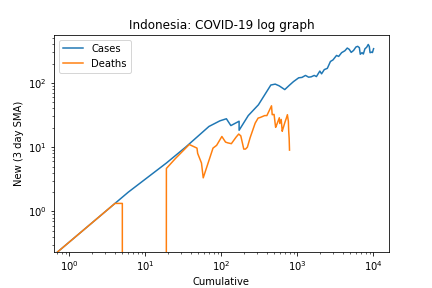 Indonesia: COVID-19 log graph
Cases
Deaths
New (3 day SMA)
10²
10¹
10⁰
10⁰ 10¹ 10² 10³ 10⁴
Cumulative